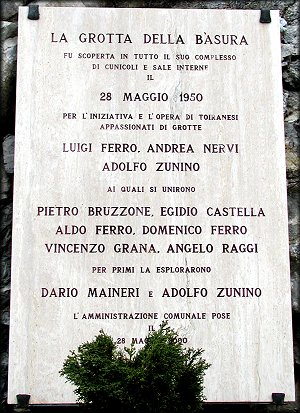 LA GROTTA DELLA BASURA
FU SCOPERTA IN TUTTO IL SUO COMPLESSO
DI CUNICOLI E SALE INTERNE
IL
28 MAGGIO 1950
PER L'INIZIATIVA E L'OPERA DI TOIRANESI
APPASSIONATI DI GROTTE
LUIGI FERRO, ANDREA NERVI
ADOLFO ZUNINO
AI QUALI SI UNIRONO
PIETRO BRUZZONE, EGIDIO CASTELLA
ALDO FERRO, DOMENICO FERRO
VINCENZO GRANA, ANGELO RAGGI
PER PRIMI LA ESPLORARONO
DARIO MAINERI E ADOLFO ZUNINO
L'AMMINISTRAZIONE COMUNALE POSE
IL
28